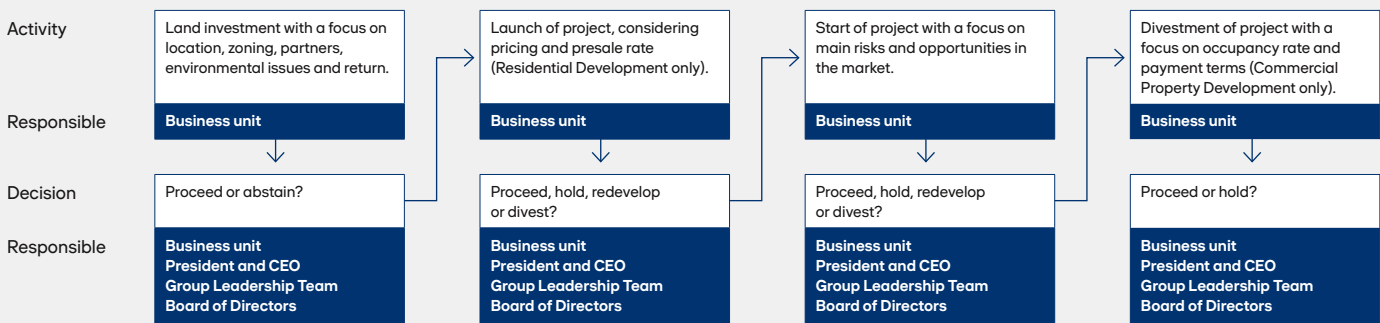 Activity
Land investment with a focus on
location, zoning, partners,
environmental issues and return.
Launch of project, considering
pricing and presale rate
(Residential Development only).
Start of project with a focus on
main risks and opportunities in
the market.
Divestment of project with a
focus on occupancy rate and
payment terms (Commercial
Property Development only).
Responsible
Business unit
Business unit
Business unit
Business unit
Decision
Proceed or abstain?
Proceed, hold, redevelop
or divest?
Proceed, hold, redevelop
or divest?
Proceed or hold?
Responsible
Business unit
President and CEO
Group Leadership Team
Board of Directors
Business unit
President and CEO
Group Leadership Team
Board of Directors
Business unit
President and CEO
Group Leadership Team
Board of Directors
Business unit
President and CEO
Group Leadership Team
Board of Directors